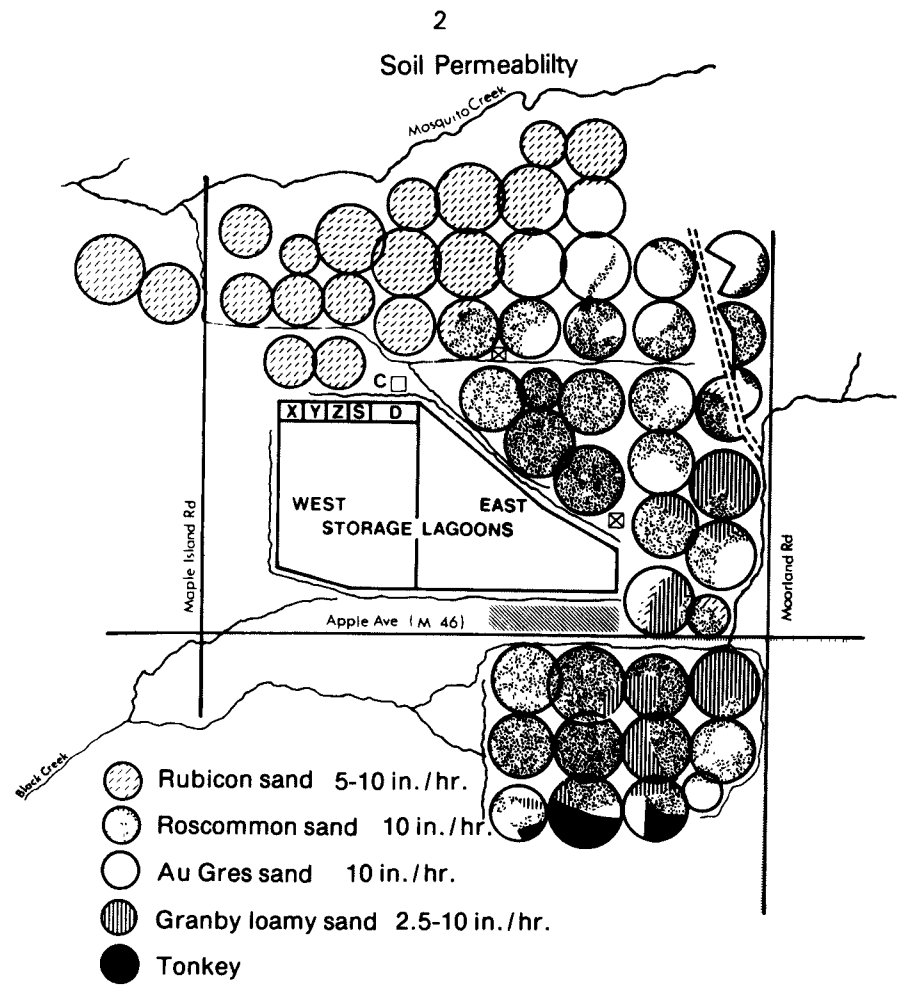 2
Soil Permeablilty
Mosquito Creek
C
X Y Z S D
WEST EAST
STORAGE LAGOONS
Maple Island Rd
Moorland Rd
Apple Ave (M 46)
Black Creek
Rubicon sand 5-10 in./hr.
Roscommon sand 10 in./hr.
Au Gres sand 10 in./hr.
Granby loamy sand 2.5-10 in./hr.
Tonkey